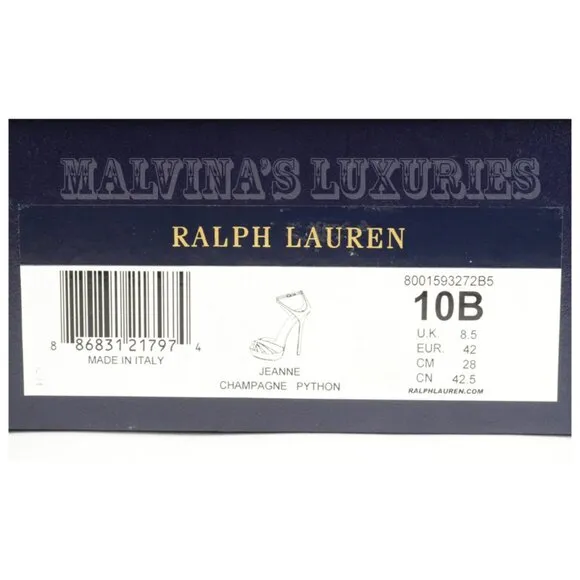 MALVINA'S LUXURIES
RALPH LAUREN
8001593272B5
10B
U.K. 8.5
EUR. 42
CM 28
CN 42,5
RALPHLAUREN.COM
8 86831 21797 4
MADE IN ITALY
JEANNE
CHAMPAGNE PYTHON